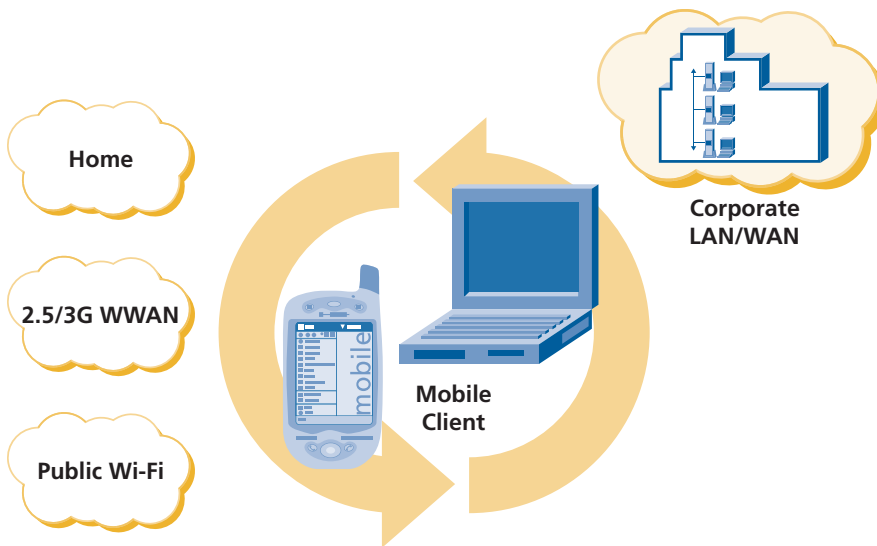 Home
2.5/3G WWAN
Public Wi-Fi
mobile
Mobile
Client
Corporate
LAN/WAN